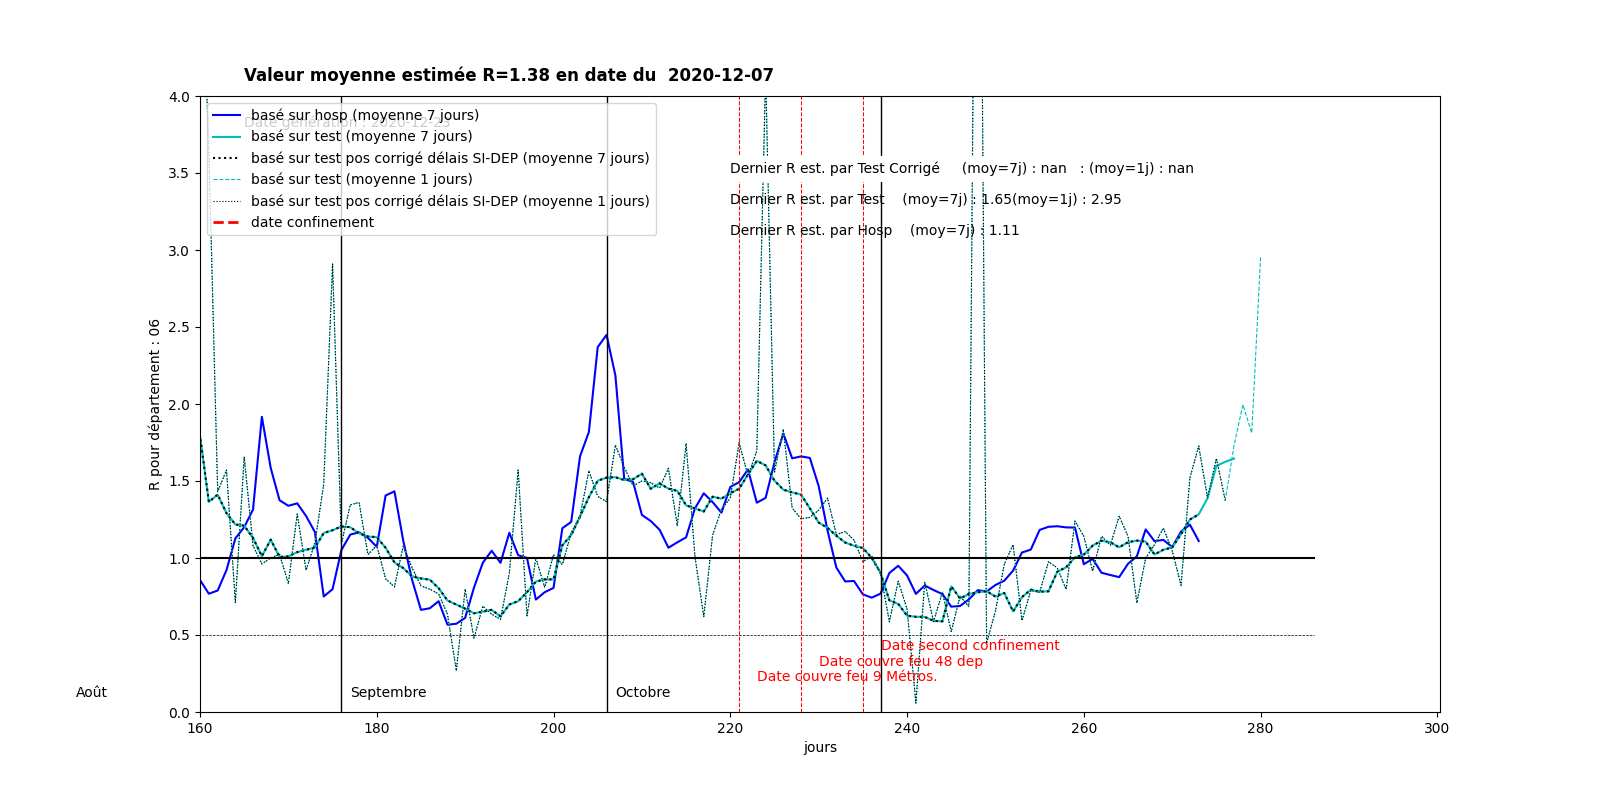 Valeur moyenne estimée R=1.38 en date du  2020-12-07
4.0
3.5
3.0
2.5
2.0
1.5
1.0
0.5
0.0
R pour département : 06
basé sur hosp (moyenne 7 jours)
basé sur test (moyenne 7 jours)
basé sur test pos corrigé délais SI-DEP (moyenne 7 jours)
basé sur test (moyenne 1 jours)
basé sur test pos corrigé délais SI-DEP (moyenne 1 jours)
date confinement
Dernier R est. par Test Corrigé     (moy=7j) : nan   : (moy=1j) : nan
Dernier R est. par Test    (moy=7j) : 1.65(moy=1j) : 2.95
Dernier R est. par Hosp    (moy=7j) : 1.11
Date second confinement
Date couvre feu 48 dep
Date couvre feu 9 Métros.
Août
Septembre
Octobre
160 180 200 220 240 260 280 300
jours